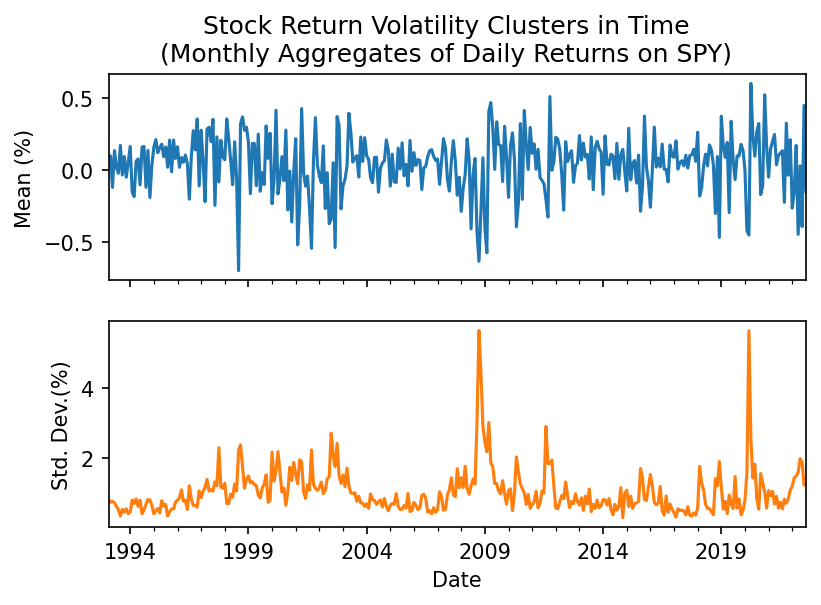 Stock Return Volatility Clusters in Time
(Monthly Aggregates of Daily Returns on SPY)
Mean (%)
0.5
0.0
−0.5
Std. Dev.(%)
4
2
1994 1999 2004 2009 2014 2019
Date